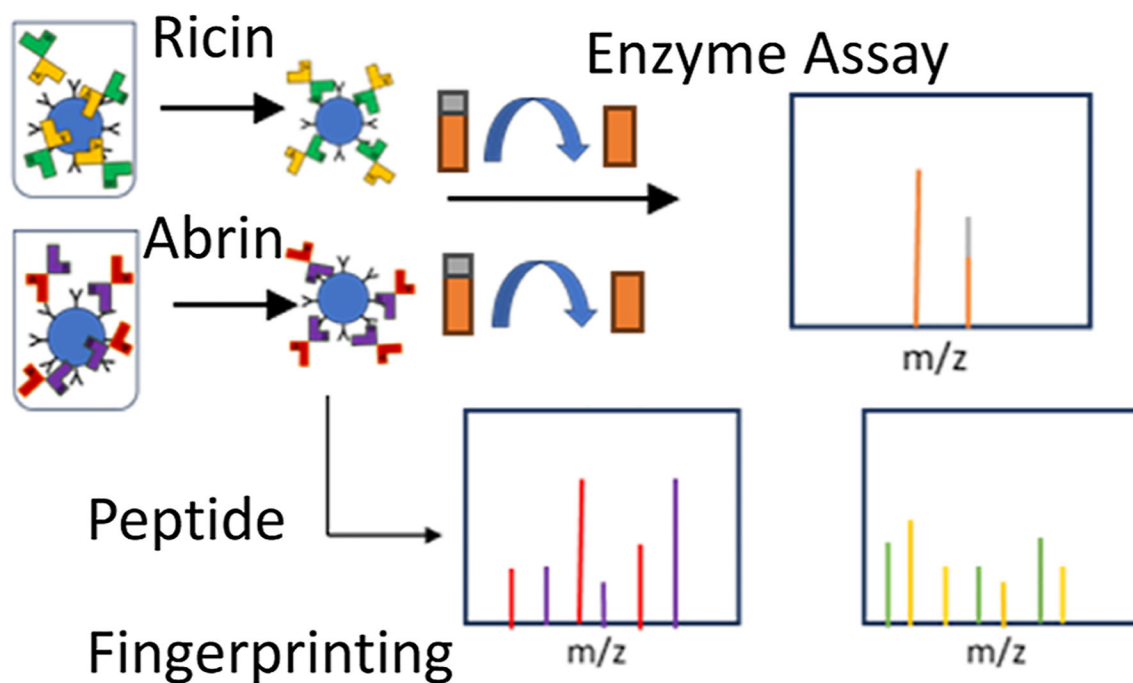 Ricin
Enzyme Assay
Abrin
m/z
Peptide
Fingerprinting
m/z
m/z